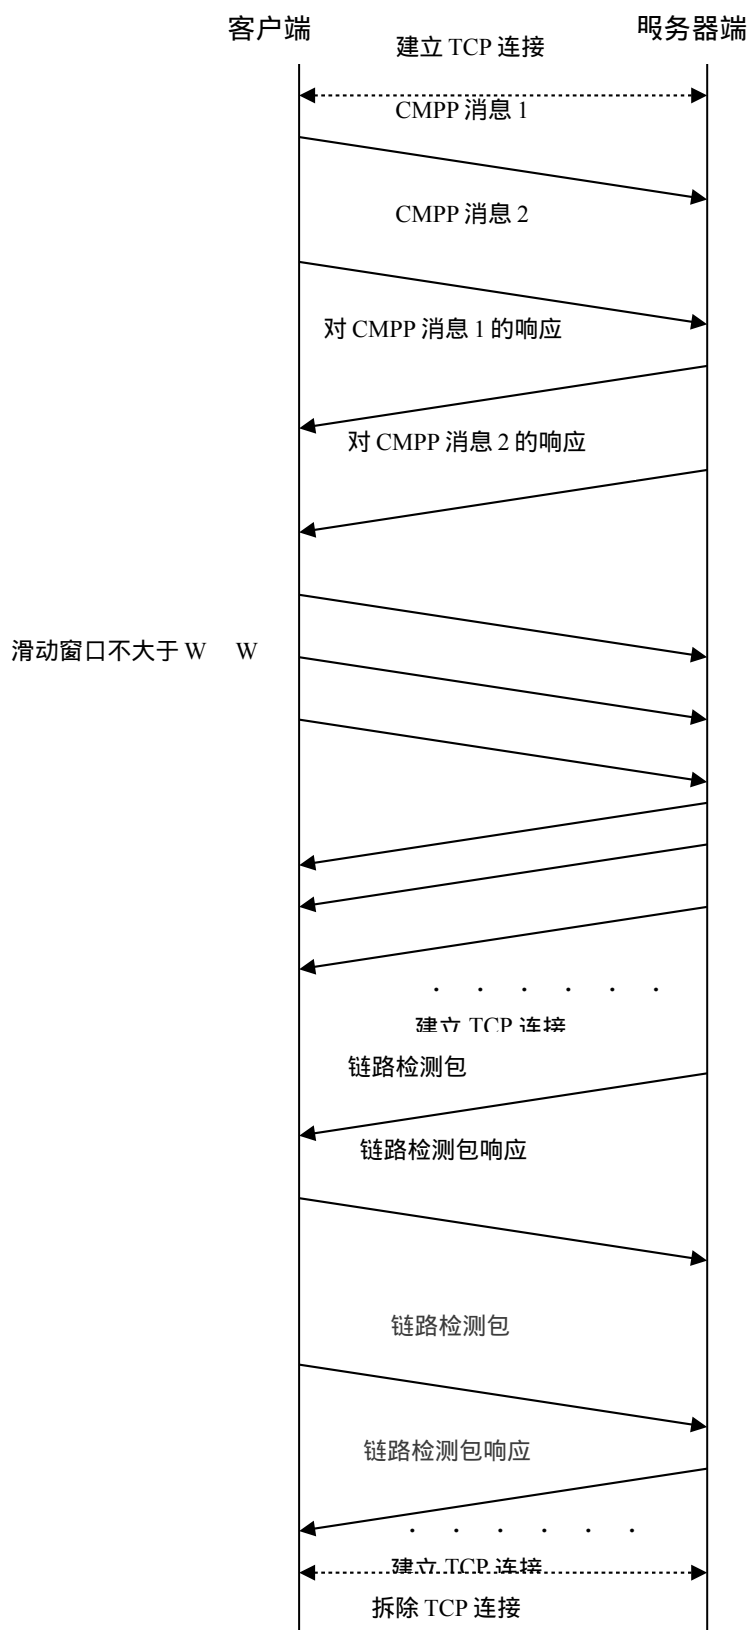 客户端
服务器端
建立 TCP 连接
CMPP 消息 1
CMPP 消息 2
对 CMPP 消息 1 的响应
对 CMPP 消息 2 的响应
滑动窗口不大于 W W
. . . . . .
建立 TCP 连接
链路检测包
链路检测包响应
链路检测包
链路检测包响应
. . . . . .
建立 TCP 连接
拆除 TCP 连接